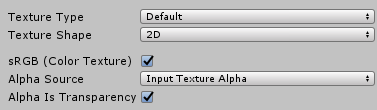 Texture Type Default
Texture Shape 2D
sRGB (Color Texture)
Alpha Source Input Texture Alpha
Alpha Is Transparency